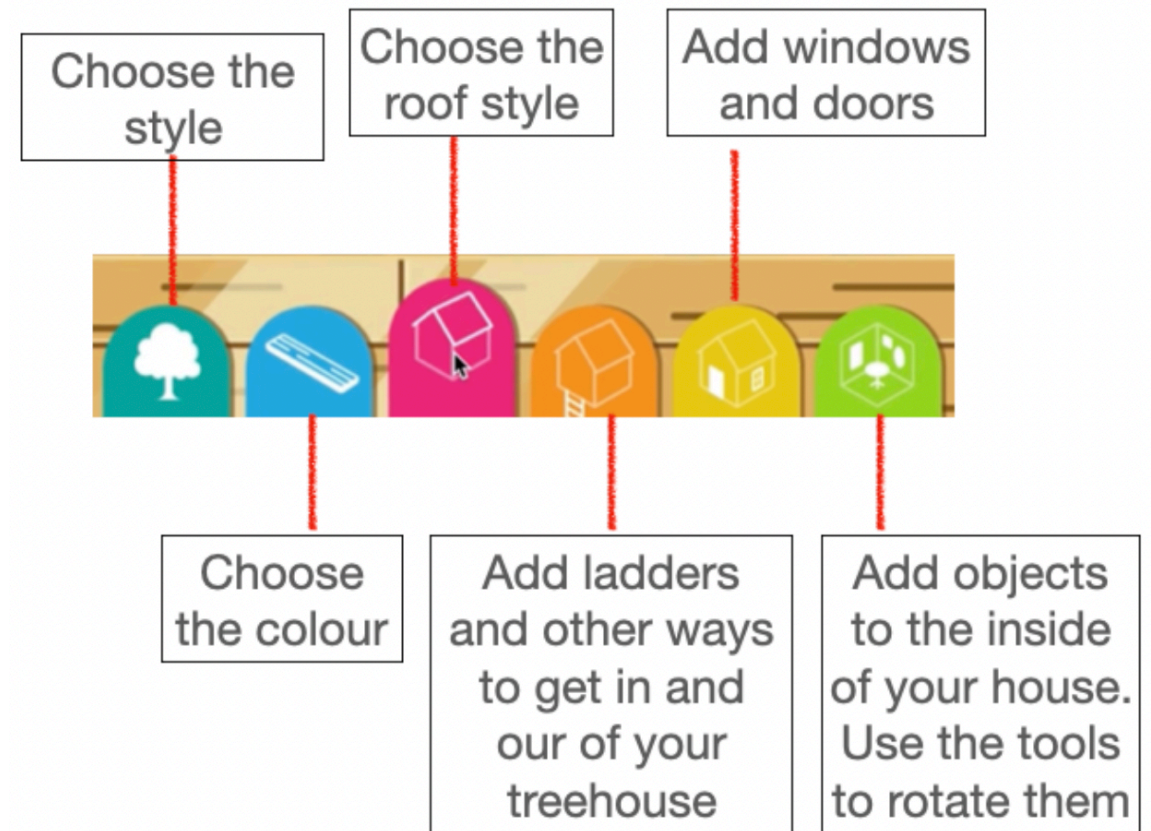 Choose the
style
Choose the
roof style
Add windows
and doors
Choose
the colour
Add ladders
and other ways
to get in and
our of your
treehouse
Add objects
to the inside
of your house.
Use the tools
to rotate them